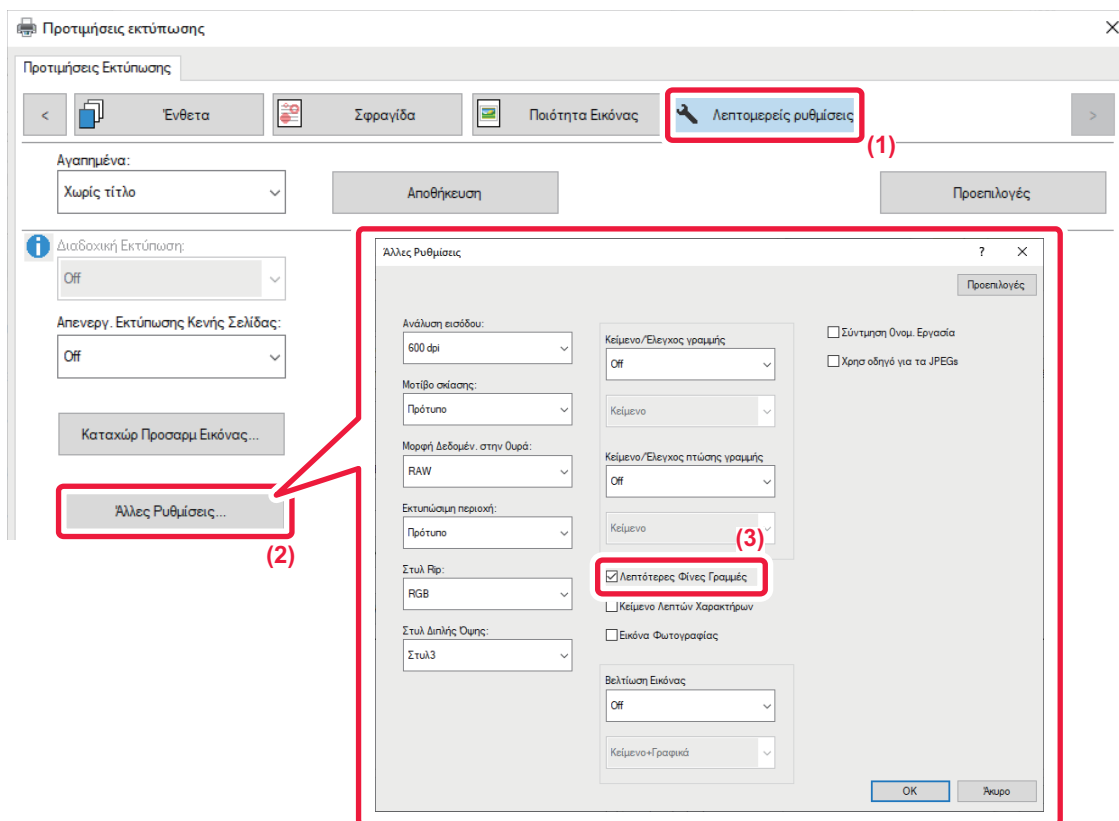 Προτιμήσεις εκτύπωσης
Προτιμήσεις Εκτύπωσης
<
Ένθετα
Σφραγίδα
Ποιότητα Εικόνας
Λεπτομερείς ρυθμίσεις
>
(1)
Αγαπημένα:
Χωρίς τίτλο
Αποθήκευση
Προεπιλογές
Διαδοχική Εκτύπωση:
Off
Απενεργ. Εκτύπωσης Κενής Σελίδας:
Off
Καταχώρ Προσαρμ Εικόνας...
Άλλες Ρυθμίσεις...
(2)
Άλλες Ρυθμίσεις
?
Προεπιλογές
Ανάλυση εισόδου:
600 dpi
Μοτίβο σκίασης:
Πρότυπο
Μορφή Δεδομέν. στην Ουρά:
RAW
Εκτυπώσιμη περιοχή:
Πρότυπο
Στυλ Rip:
RGB
Στυλ Διπλής Όψης:
Στυλ3
Κείμενο/Έλεγχος γραμμής
Off
Κείμενο
Κείμενο/Έλεγχος πτώσης γραμμής
Off
Κείμενο
(3)
Λεπτότερες Φίνες Γραμμές
Κείμενο Λεπτών Χαρακτήρων
Εικόνα Φωτογραφίας
Βελτίωση Εικόνας
Off
Κείμενο+Γραφικά
Σύντμηση Ονομ. Εργασία
Χρησ οδηγό για τα JPEGs
OK
Άκυρο